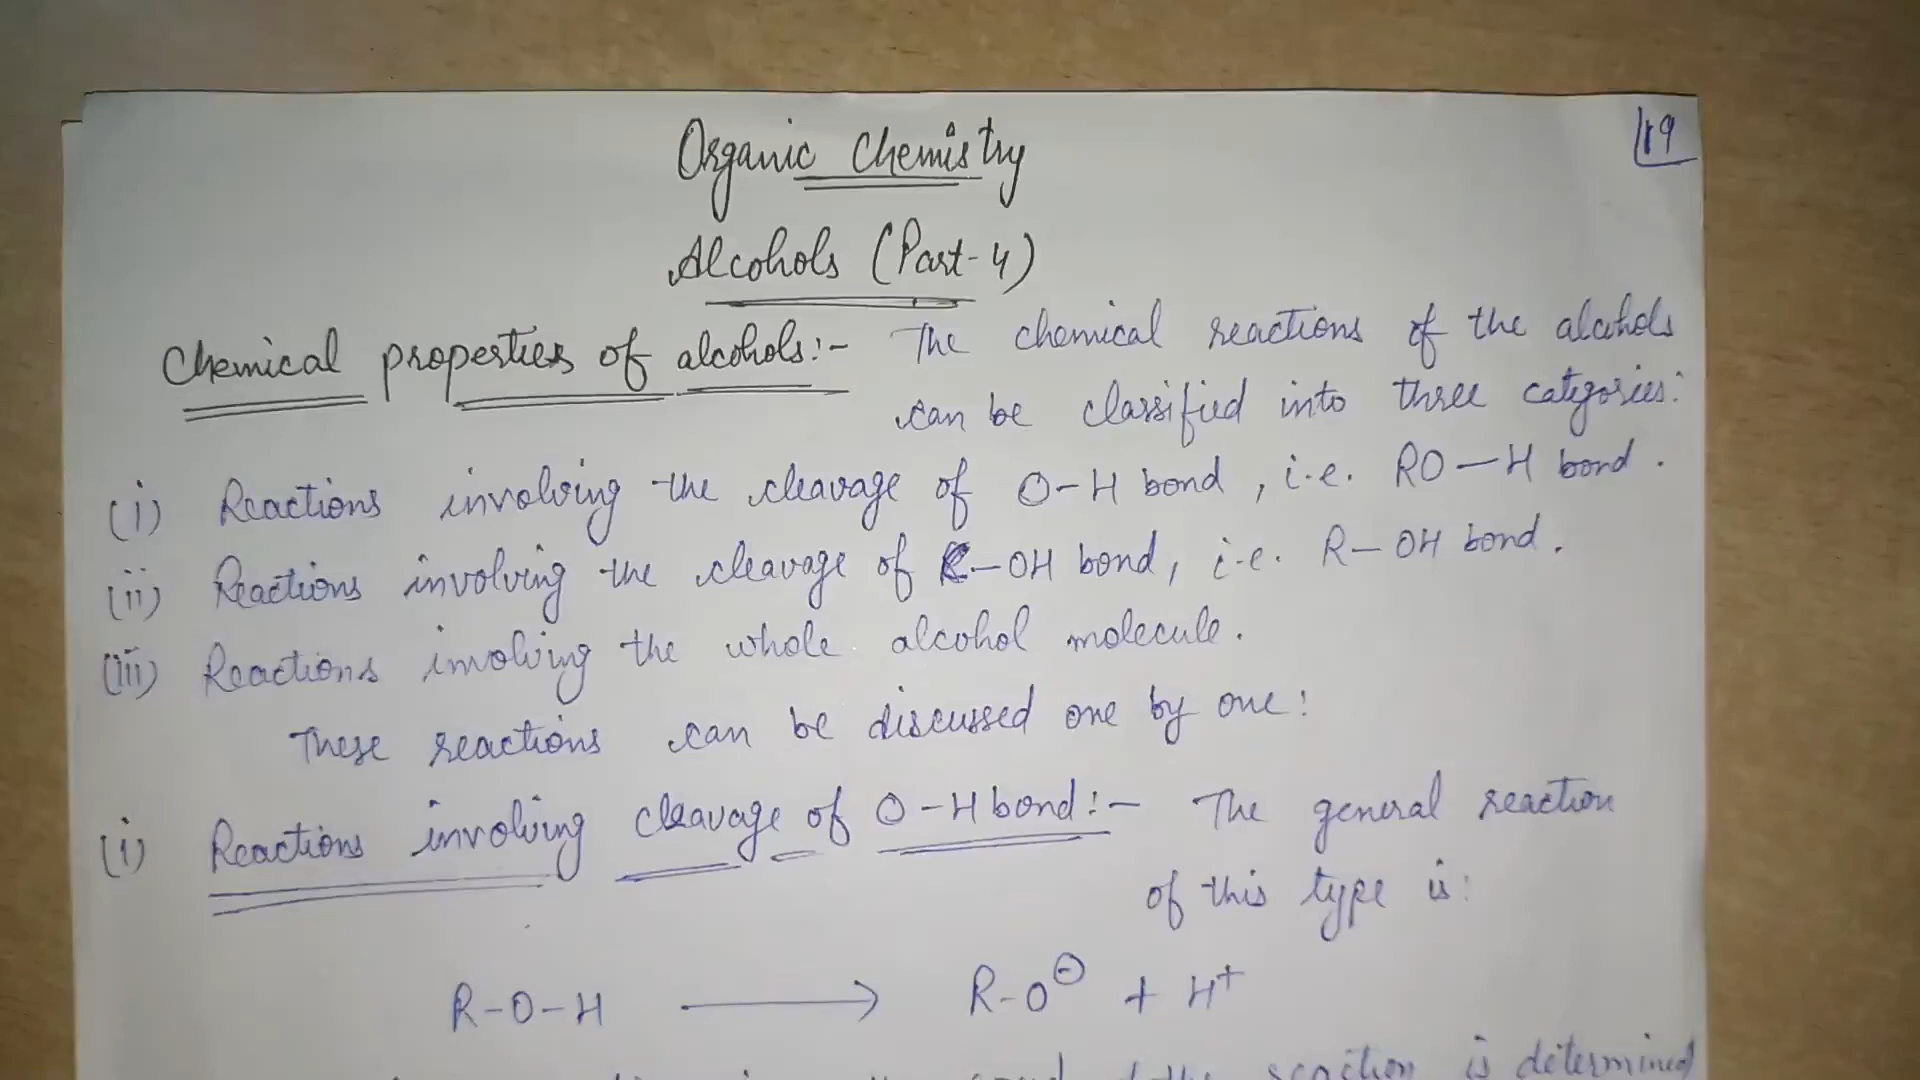 19
Organic Chemistry
Alcohols (Part-4)
Chemical properties of alcohols:- The chemical reactions of the alcohols
can be classified into three categories:
(i) Reactions involving the cleavage of O-H bond, i.e. RO—H bond.
(ii) Reactions involving the cleavage of C-OH bond, i.e. R-OH bond.
(iii) Reactions involving the whole alcohol molecule.
These reactions can be discussed one by one:
(i) Reactions involving cleavage of O-H bond:- The general reaction
of this type is:
R-O-H ⟶ R-O⊖ + H⁺
reaction is determined